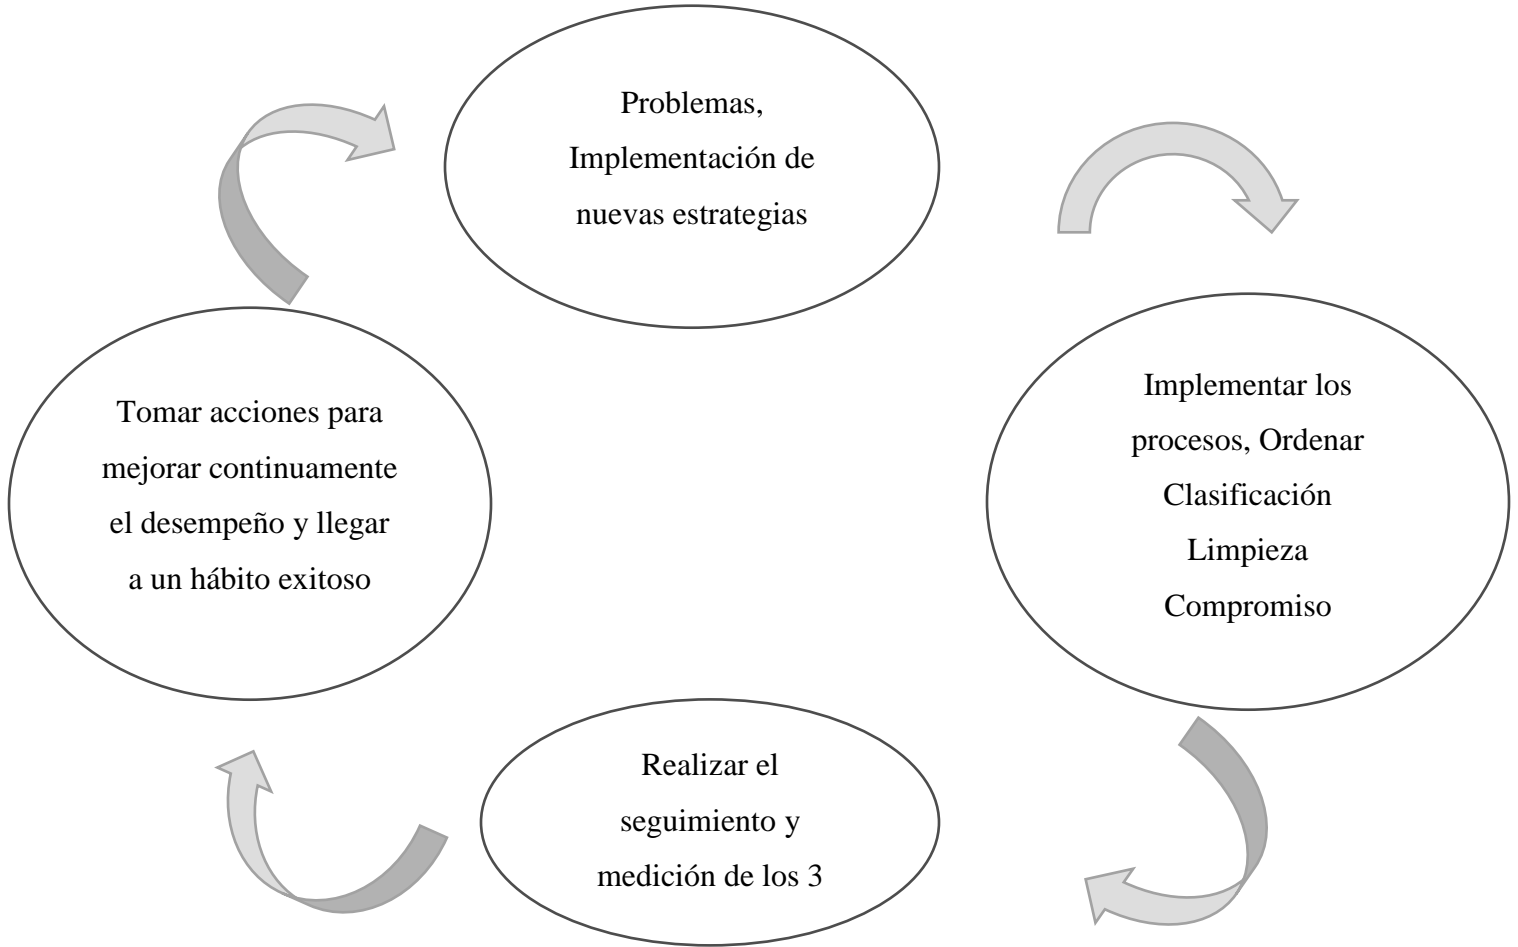 Problemas,
Implementación de
nuevas estrategias
Implementar los
procesos, Ordenar
Clasificación
Limpieza
Compromiso
Realizar el
seguimiento y
medición de los 3
Tomar acciones para
mejorar continuamente
el desempeño y llegar
a un hábito exitoso